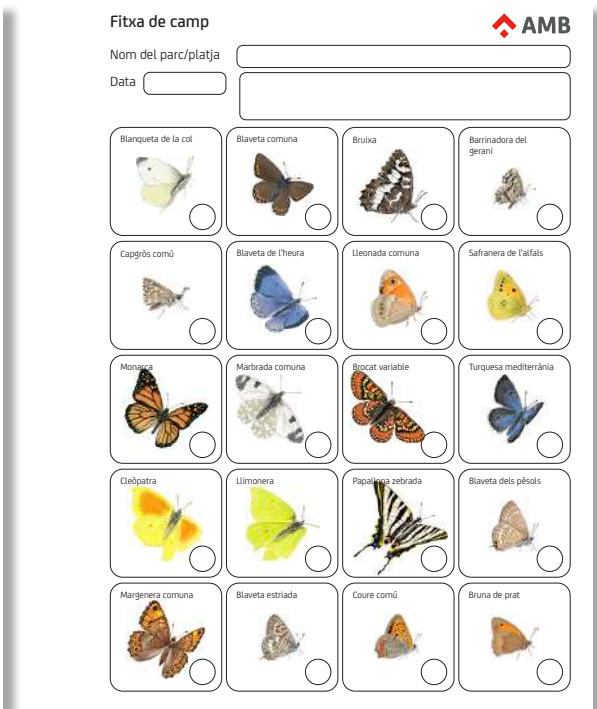 Fitxa de camp
AMB
Nom del parc/platja
Data
Blanqueta de la col
Blaveta comuna
Bruixa
Barrinadora del
gerani
Capgròs comú
Blaveta de l'heura
Lleonada comuna
Safranera de l'alfals
Monarca
Marbrada comuna
Brocat variable
Turquesa mediterrània
Cleòpatra
Llimonera
Papallona zebrada
Blaveta dels pèsols
Margenera comuna
Blaveta estriada
Coure comú
Bruna de prat